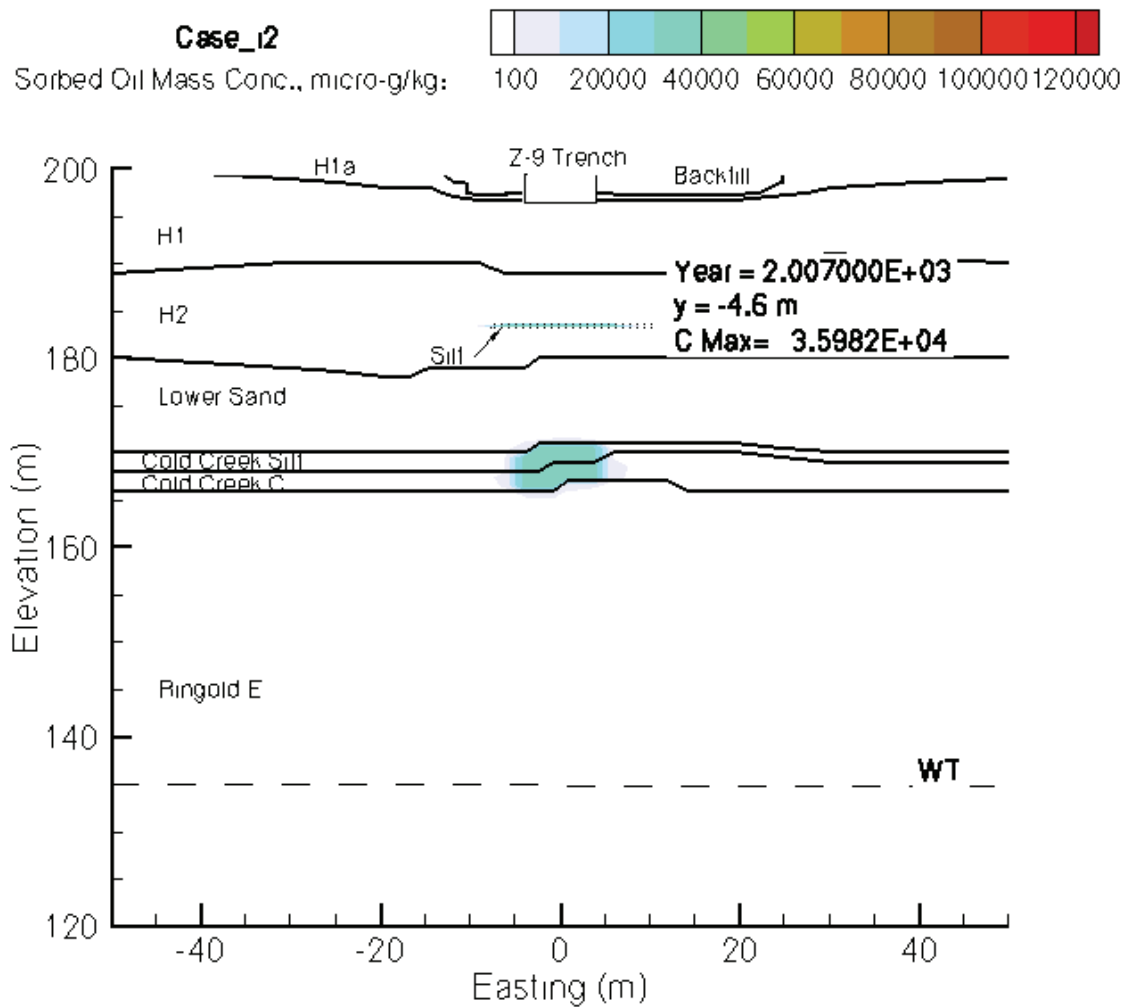 Case_i2
Sorbed Oil Mass Conc., micro-g/kg:
100 20000 40000 60000 80000 100000 120000
Z-9 Trench
H1a
Backfill
200
H1
Year = 2.007000E+03
y = -4.6 m
C Max= 3.5982E+04
H2
Silt
180
Lower Sand
Cold Creek Silt
Cold Creek C
Elevation (m)
160
Ringold E
140
WT
120
-40 -20 0 20 40
Easting (m)